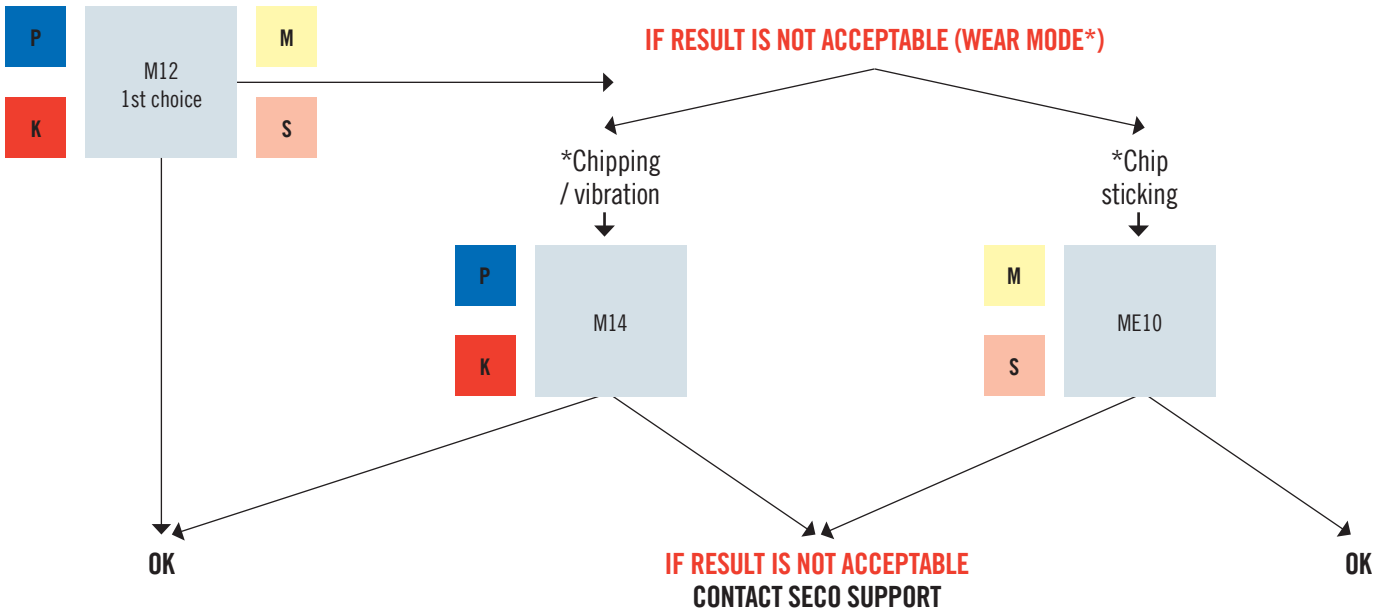 P
M
M12
1st choice
K
S
IF RESULT IS NOT ACCEPTABLE (WEAR MODE*)
*Chipping
/ vibration
*Chip
sticking
P
M14
K
M
ME10
S
OK
IF RESULT IS NOT ACCEPTABLE
CONTACT SECO SUPPORT
OK